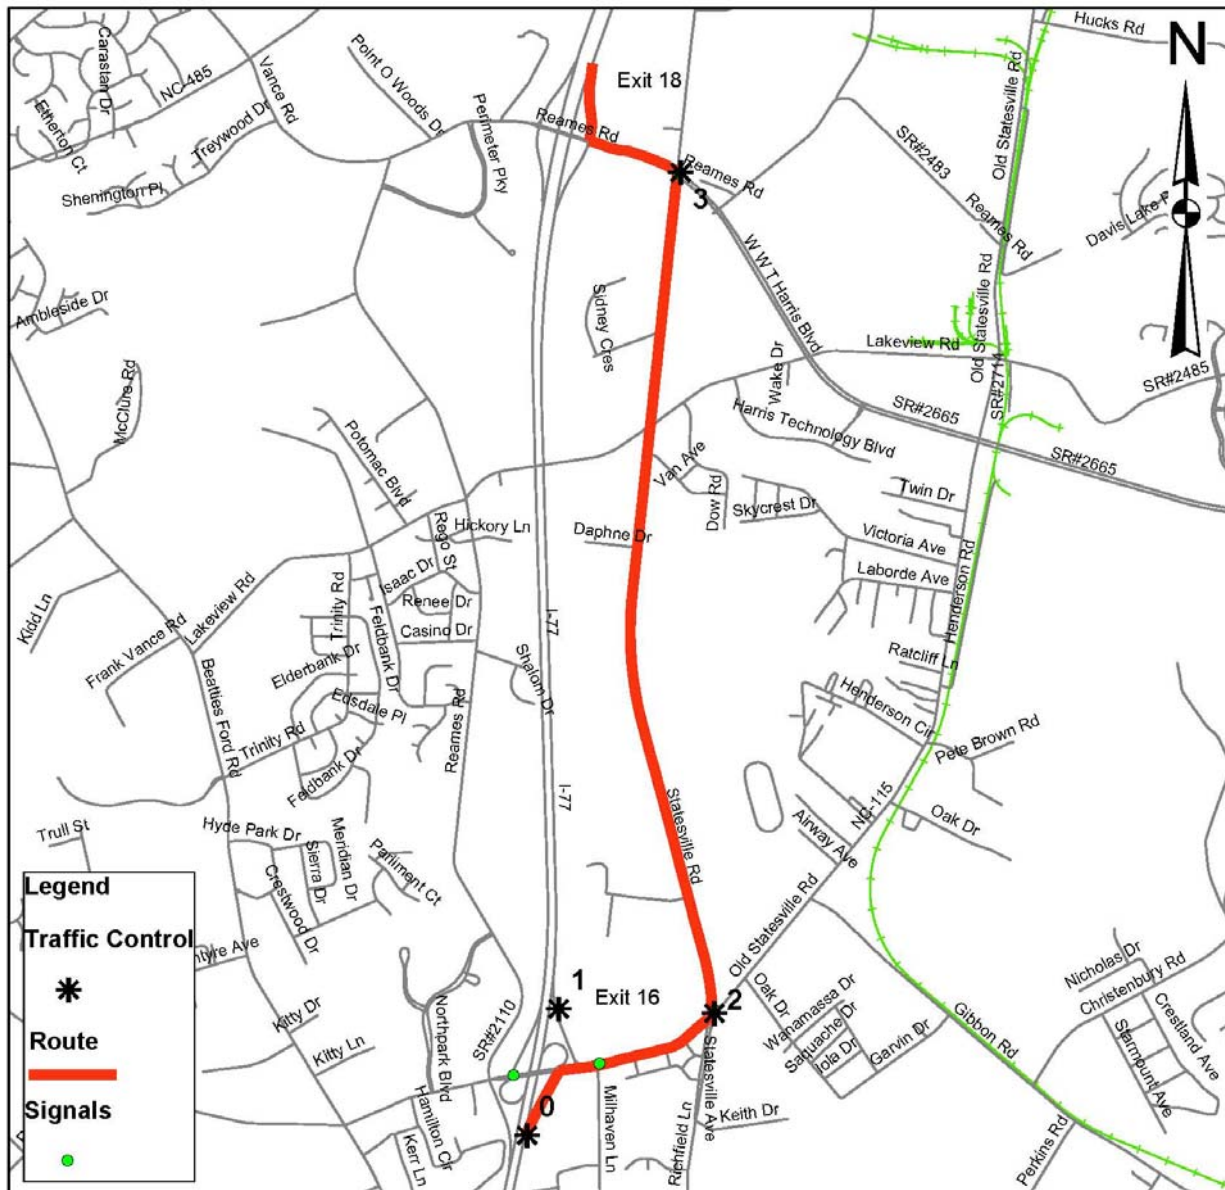 Hucks Rd
Carastan Dr
NC-485
Vance Rd
Point O Woods Dr
Exit 18
Old Statesville Rd
N
Etherton Ct
Treywood Dr
Perimeter Pky
Reames Rd
SR#2483
Shenington Pl
Reames Rd
3
Reames Rd
Davis Lake
Old Statesville Rd
W W T Harris Blvd
Sidney Cres
Ambleside Dr
Lakeview Rd
Wake Dr
SR#2714
SR#2485
McClure Rd
SR#2665
Harris Technology Blvd
Potomac Blvd
Van Ave
SR#2665
Twin Dr
Dow Rd
Skycrest Dr
Rego St
Hickory Ln
Daphne Dr
Victoria Ave
Isaac Dr
Laborde Ave
Henderson Rd
Kidd Ln
Lakeview Rd
Trinity Rd
Renee Dr
I-77
Feldbank Dr
Casino Dr
Frank Vance Rd
Shalom Dr
Ratcliff Ln
Elderbank Dr
Beatties Ford Rd
Edsdale Pl
Reames Rd
Henderson Cir
Trinity Rd
Pete Brown Rd
Feldbank Dr
I-77
Statesville Rd
NC-115
Trull St
Hyde Park Dr
Meridian Dr
Sierra Dr
Parliment Ct
Airway Ave
Oak Dr
Crestwood Dr
Legend
Traffic Control
Route
Signals
ntyre Ave
Old Statesville Rd
Nicholas Dr
Christenbury Rd
1
Exit 16
2
Oak Dr
Wanamassa Dr
Saquache Dr
Iola Dr
Garvin Dr
Gibbon Rd
Crestland Ave
Starmount Ave
Kitty Dr
Kitty Ln
Northpark Blvd
SR#2110
Statesville Ave
0
Milhaven Ln
Keith Dr
Hamilton Cir
Kerr Ln
Richfield Ln
Perkins Rd